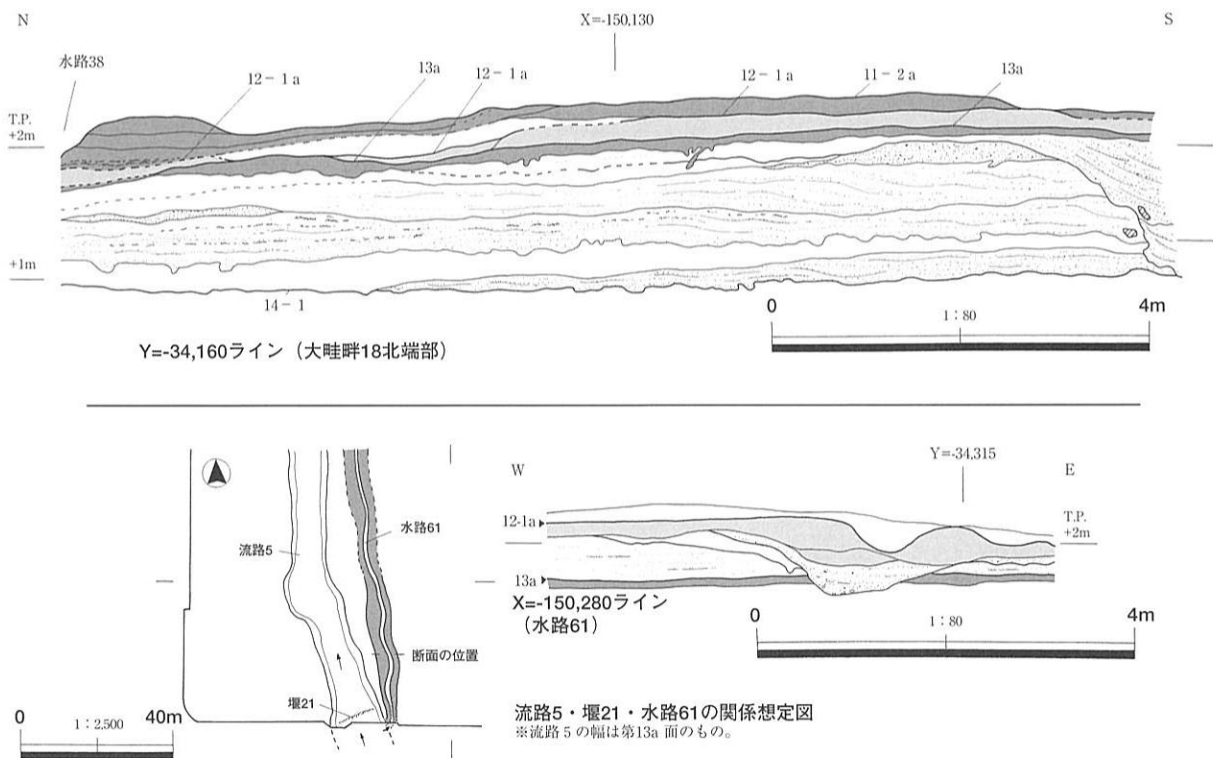 N
X=-150,130
S
水路38
12-1a
13a
12-1a
12-1a
11-2a
13a
T.P.
+2m
+1m
14-1
0
4m
1:80
Y=-34,160ライン（大畦畔18北端部）
Y=-34,315
W
E
水路61
流路5
12-1a
T.P.
+2m
13a
X=-150,280ライン
（水路61）
0
4m
1:80
断面の位置
堰21
0
40m
1:2,500
流路5・堰21・水路61の関係想定図
※流路5の幅は第13a面のもの。